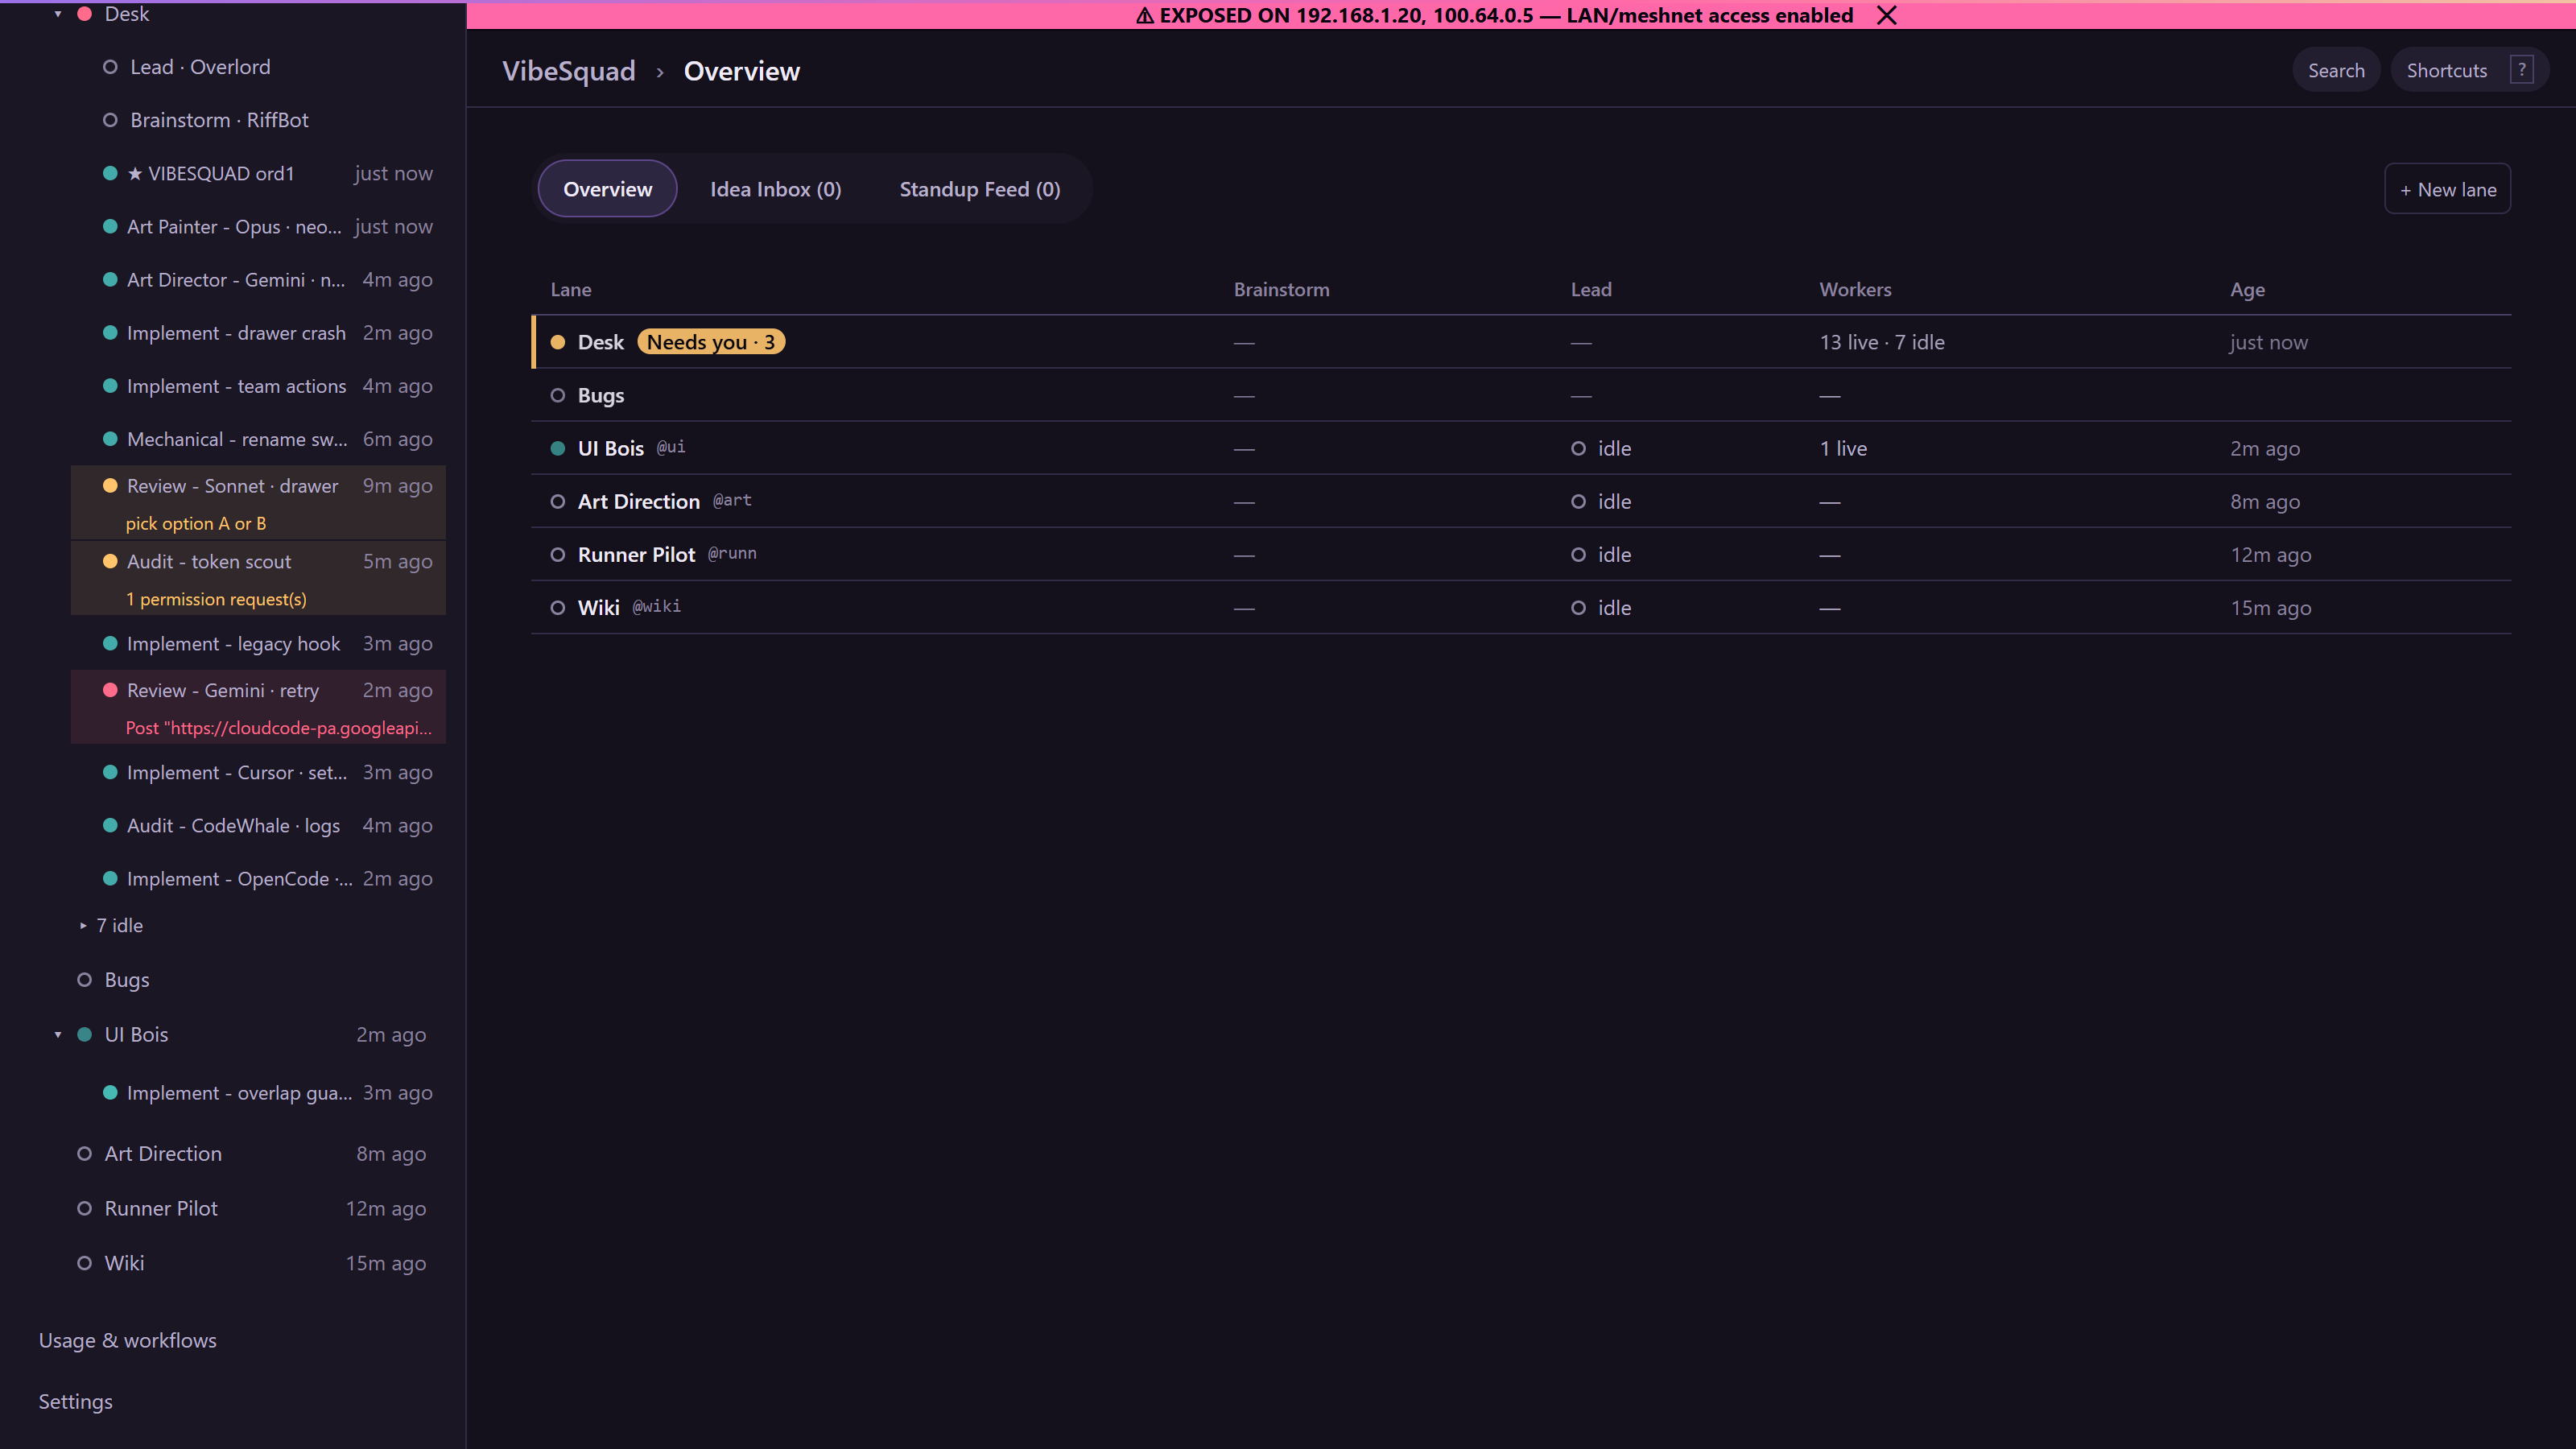 Desk
Lead · Overlord
Brainstorm · RiffBot
★ VIBESQUAD ord1 just now
Art Painter - Opus · neo... just now
Art Director - Gemini · n... 4m ago
Implement - drawer crash 2m ago
Implement - team actions 4m ago
Mechanical - rename sw... 6m ago
Review - Sonnet · drawer 9m ago
pick option A or B
Audit - token scout 5m ago
1 permission request(s)
Implement - legacy hook 3m ago
Review - Gemini · retry 2m ago
Post "https://cloudcode-pa.googleapi...
Implement - Cursor · set... 3m ago
Audit - CodeWhale · logs 4m ago
Implement - OpenCode ·... 2m ago
7 idle
Bugs
UI Bois 2m ago
Implement - overlap gua... 3m ago
Art Direction 8m ago
Runner Pilot 12m ago
Wiki 15m ago
Usage & workflows
Settings
⚠ EXPOSED ON 192.168.1.20, 100.64.0.5 — LAN/meshnet access enabled
VibeSquad › Overview
Search
Shortcuts ?
Overview
Idea Inbox (0)
Standup Feed (0)
+ New lane
Lane Brainstorm Lead Workers Age
Desk Needs you · 3 — — 13 live · 7 idle just now
Bugs — — —
UI Bois @ui — idle 1 live 2m ago
Art Direction @art — idle — 8m ago
Runner Pilot @runn — idle — 12m ago
Wiki @wiki — idle — 15m ago